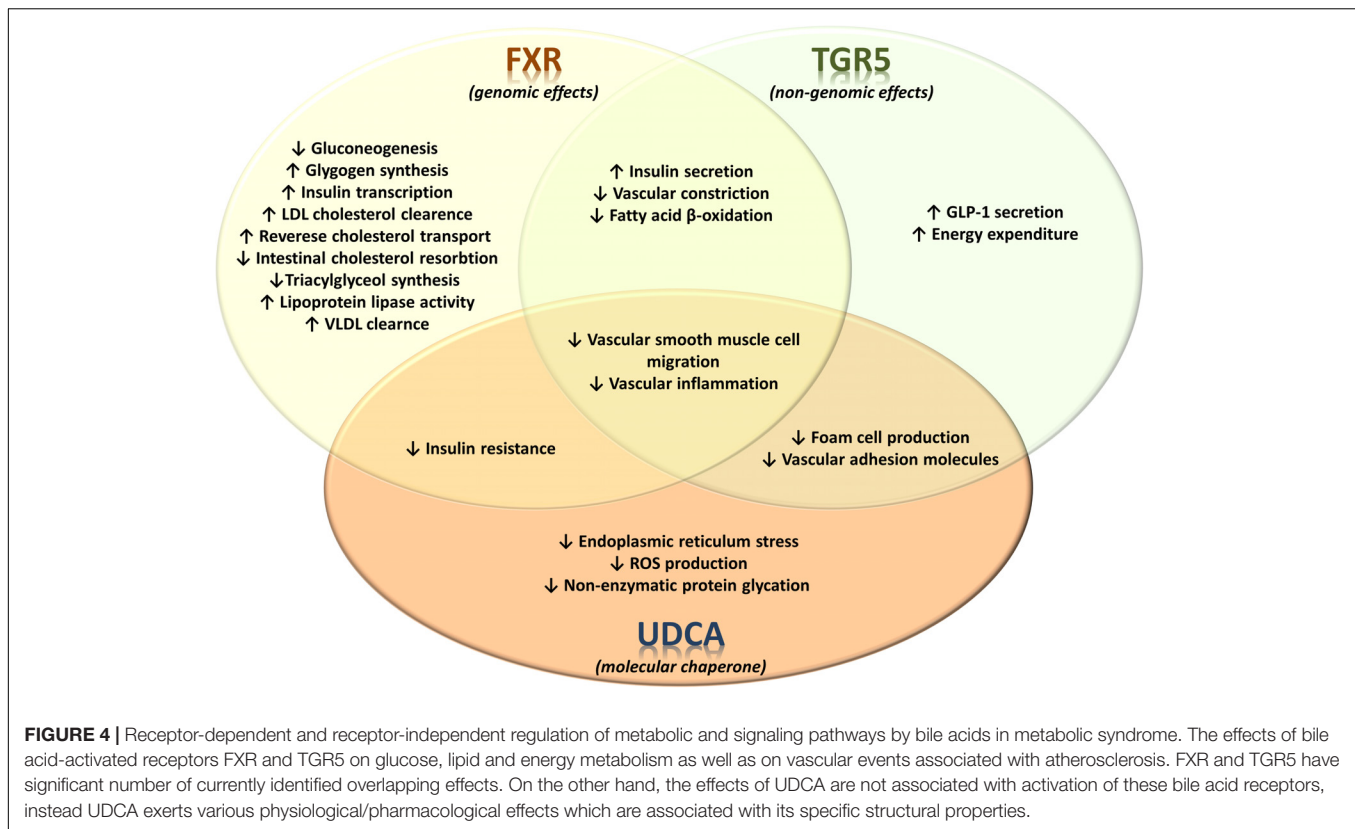 FXR
(genomic effects)
TGR5
(non-genomic effects)
↓ Gluconeogenesis
↑ Glygogen synthesis
↑ Insulin transcription
↑ LDL cholesterol clearence
↑ Reverese cholesterol transport
↓ Intestinal cholesterol resorbtion
↓Triacylglyceol synthesis
↑ Lipoprotein lipase activity
↑ VLDL clearnce
↑ Insulin secretion
↓ Vascular constriction
↓ Fatty acid β-oxidation
↑ GLP-1 secretion
↑ Energy expenditure
↓ Vascular smooth muscle cell
migration
↓ Vascular inflammation
↓ Insulin resistance
↓ Foam cell production
↓ Vascular adhesion molecules
↓ Endoplasmic reticulum stress
↓ ROS production
↓ Non-enzymatic protein glycation
UDCA
(molecular chaperone)
FIGURE 4 | Receptor-dependent and receptor-independent regulation of metabolic and signaling pathways by bile acids in metabolic syndrome. The effects of bile
acid-activated receptors FXR and TGR5 on glucose, lipid and energy metabolism as well as on vascular events associated with atherosclerosis. FXR and TGR5 have
significant number of currently identified overlapping effects. On the other hand, the effects of UDCA are not associated with activation of these bile acid receptors,
instead UDCA exerts various physiological/pharmacological effects which are associated with its specific structural properties.